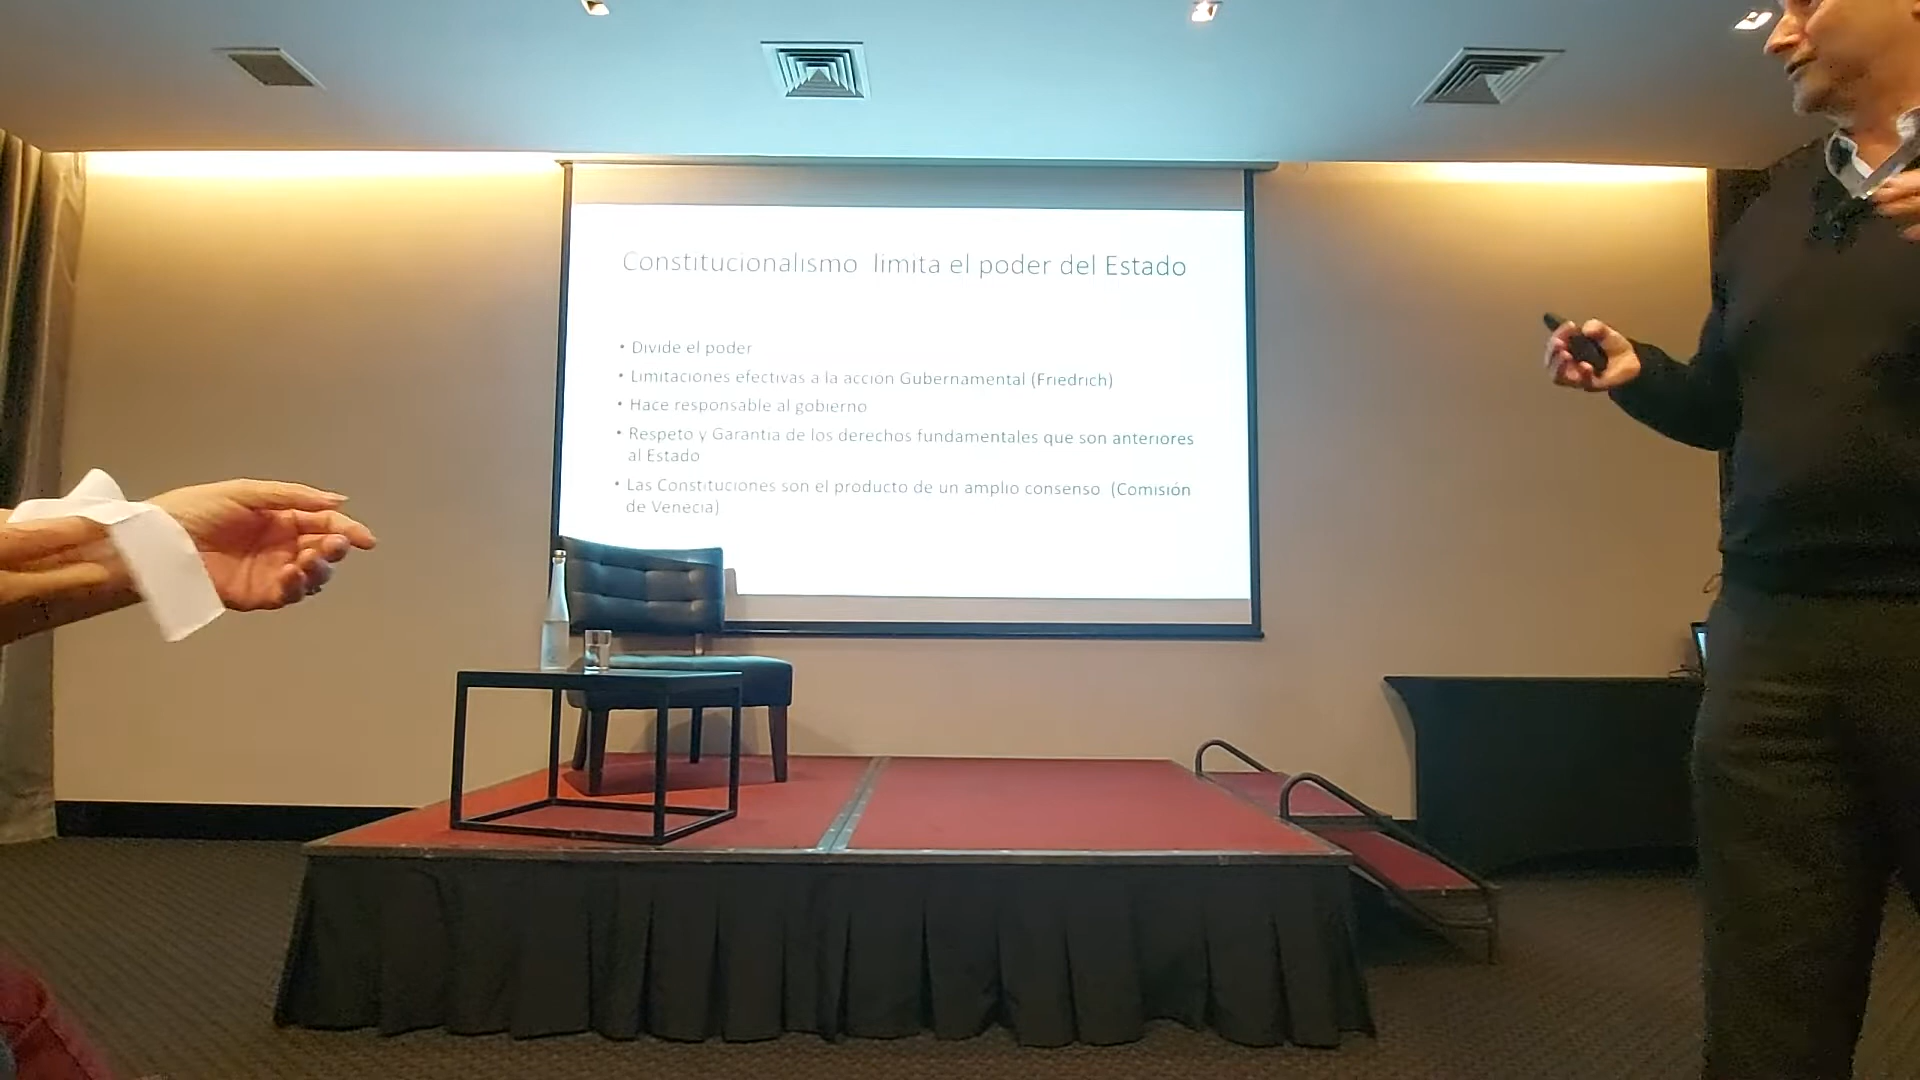 Constitucionalismo limita el poder del Estado
• Divide el poder
• Limitaciones efectivas a la acción Gubernamental (Friedrich)
• Hace responsable al gobierno
• Respeto y Garantía de los derechos fundamentales que son anteriores
al Estado
• Las Constituciones son el producto de un amplio consenso (Comisión
de Venecia)